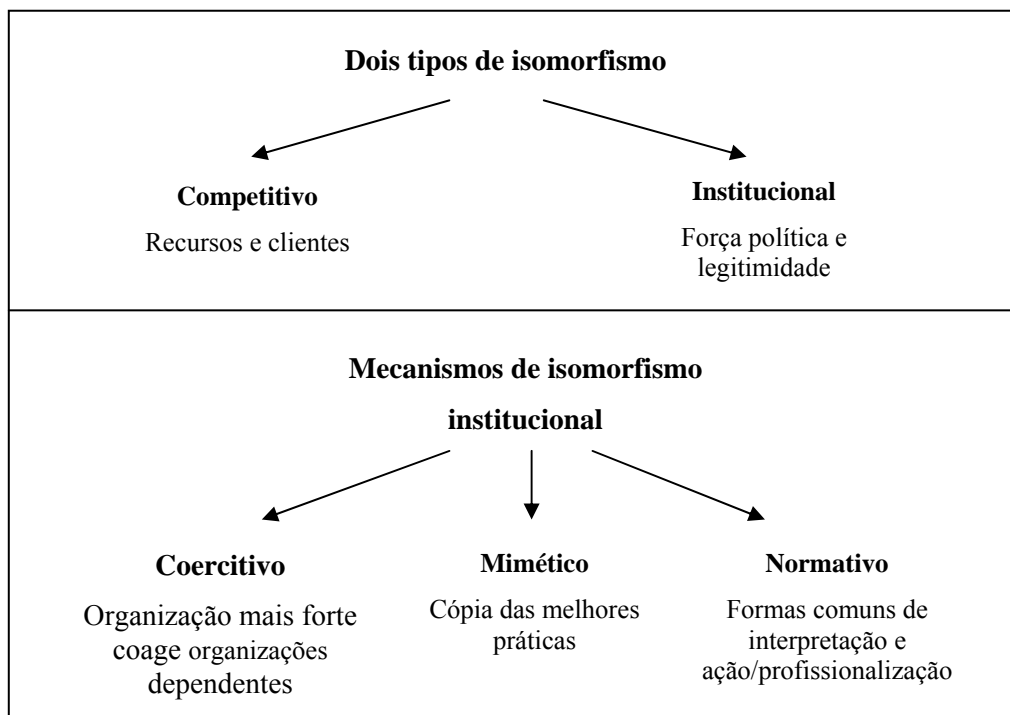 Dois tipos de isomorfismo
Competitivo
Recursos e clientes
Institucional
Força política e
legitimidade
Mecanismos de isomorfismo
institucional
Coercitivo
Organização mais forte
coage organizações
dependentes
Mimético
Cópia das melhores
práticas
Normativo
Formas comuns de
interpretação e
ação/profissionalização